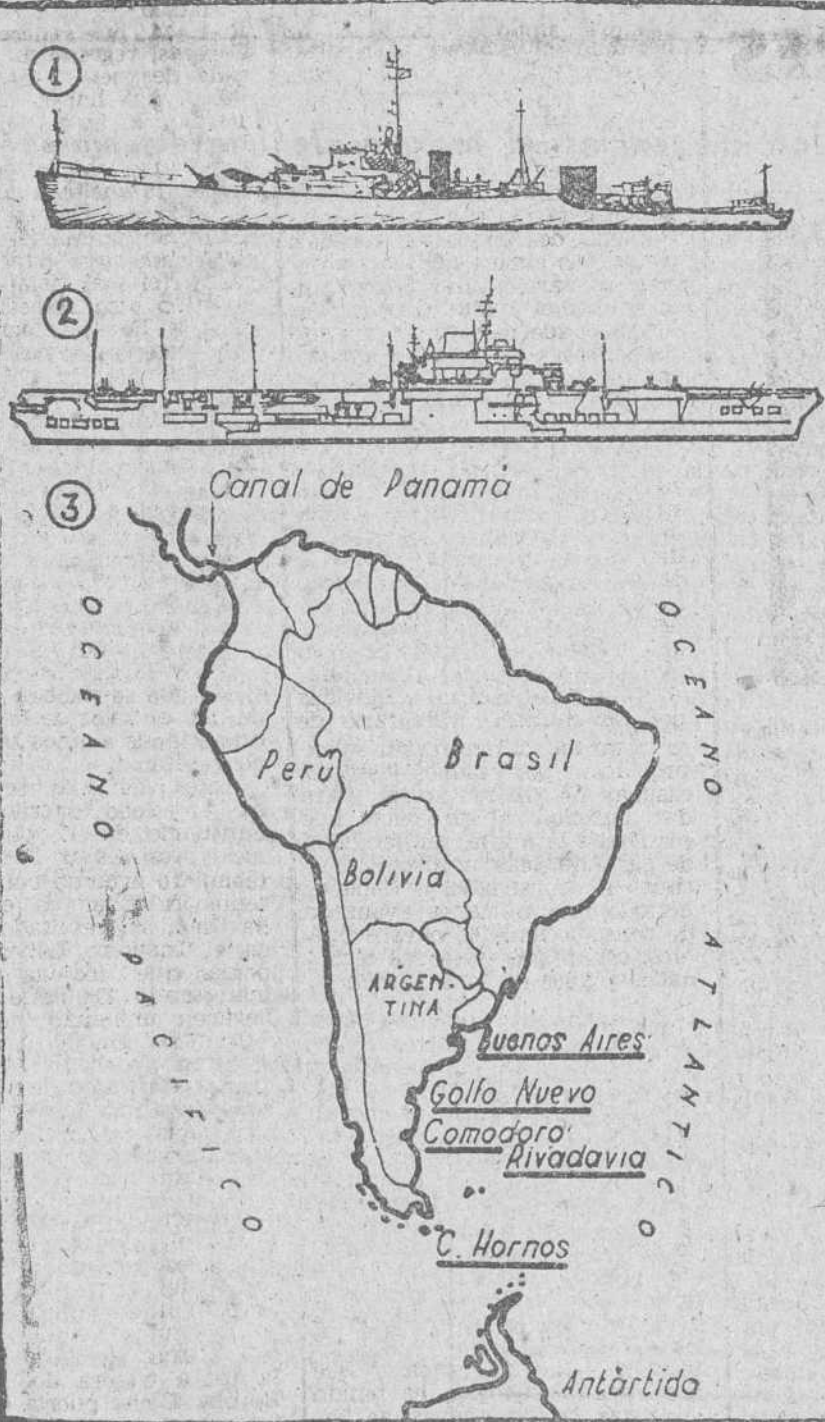 1
2
Canal de Panamá
3
OCEANO PACIFICO
OCEANO ATLANTICO
Perú
Brasil
Bolivia
ARGEN-
TINA
Buenos Aires
Golfo Nuevo
Comodoro
Rivadavia
C. Hornos
Antártida